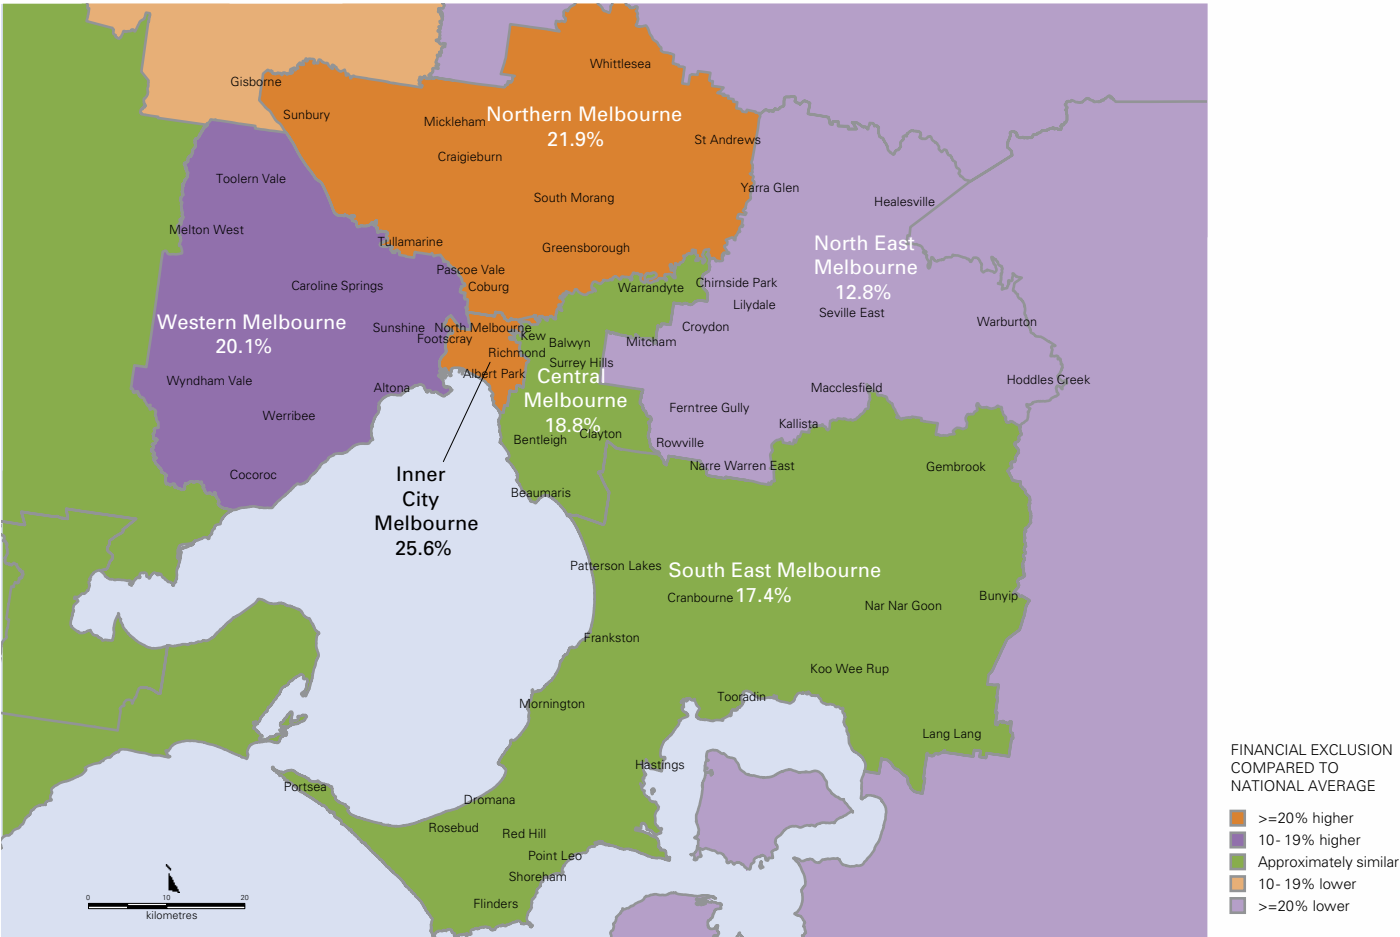 Whittlesea
Gisborne
Sunbury
Mickleham
Northern Melbourne
21.9%
St Andrews
Craigieburn
Toolern Vale
Yarra Glen
South Morang
Healesville
Melton West
Tullamarine
Greensborough
North East
Melbourne
12.8%
Pascoe Vale
Coburg
Caroline Springs
Warrandyte
Chirnside Park
Lilydale
Seville East
Western Melbourne
20.1%
Sunshine
North Melbourne
Footscray
Kew
Balwyn
Mitcham
Croydon
Warburton
Richmond
Surrey Hills
Albert Park
Central
Melbourne
18.8%
Wyndham Vale
Altona
Macclesfield
Hoddles Creek
Werribee
Ferntree Gully
Kallista
Bentleigh
Clayton
Rowville
Narre Warren East
Gembrook
Cocoroc
Inner
City
Melbourne
25.6%
Beaumaris
Patterson Lakes
South East Melbourne
17.4%
Cranbourne
Nar Nar Goon
Bunyip
Frankston
Koo Wee Rup
Mornington
Tooradin
Lang Lang
Hastings
Portsea
Dromana
Rosebud
Red Hill
Point Leo
Shoreham
Flinders
0 10 20
kilometres
FINANCIAL EXCLUSION
COMPARED TO
NATIONAL AVERAGE
>=20% higher
10- 19% higher
Approximately similar
10- 19% lower
>=20% lower